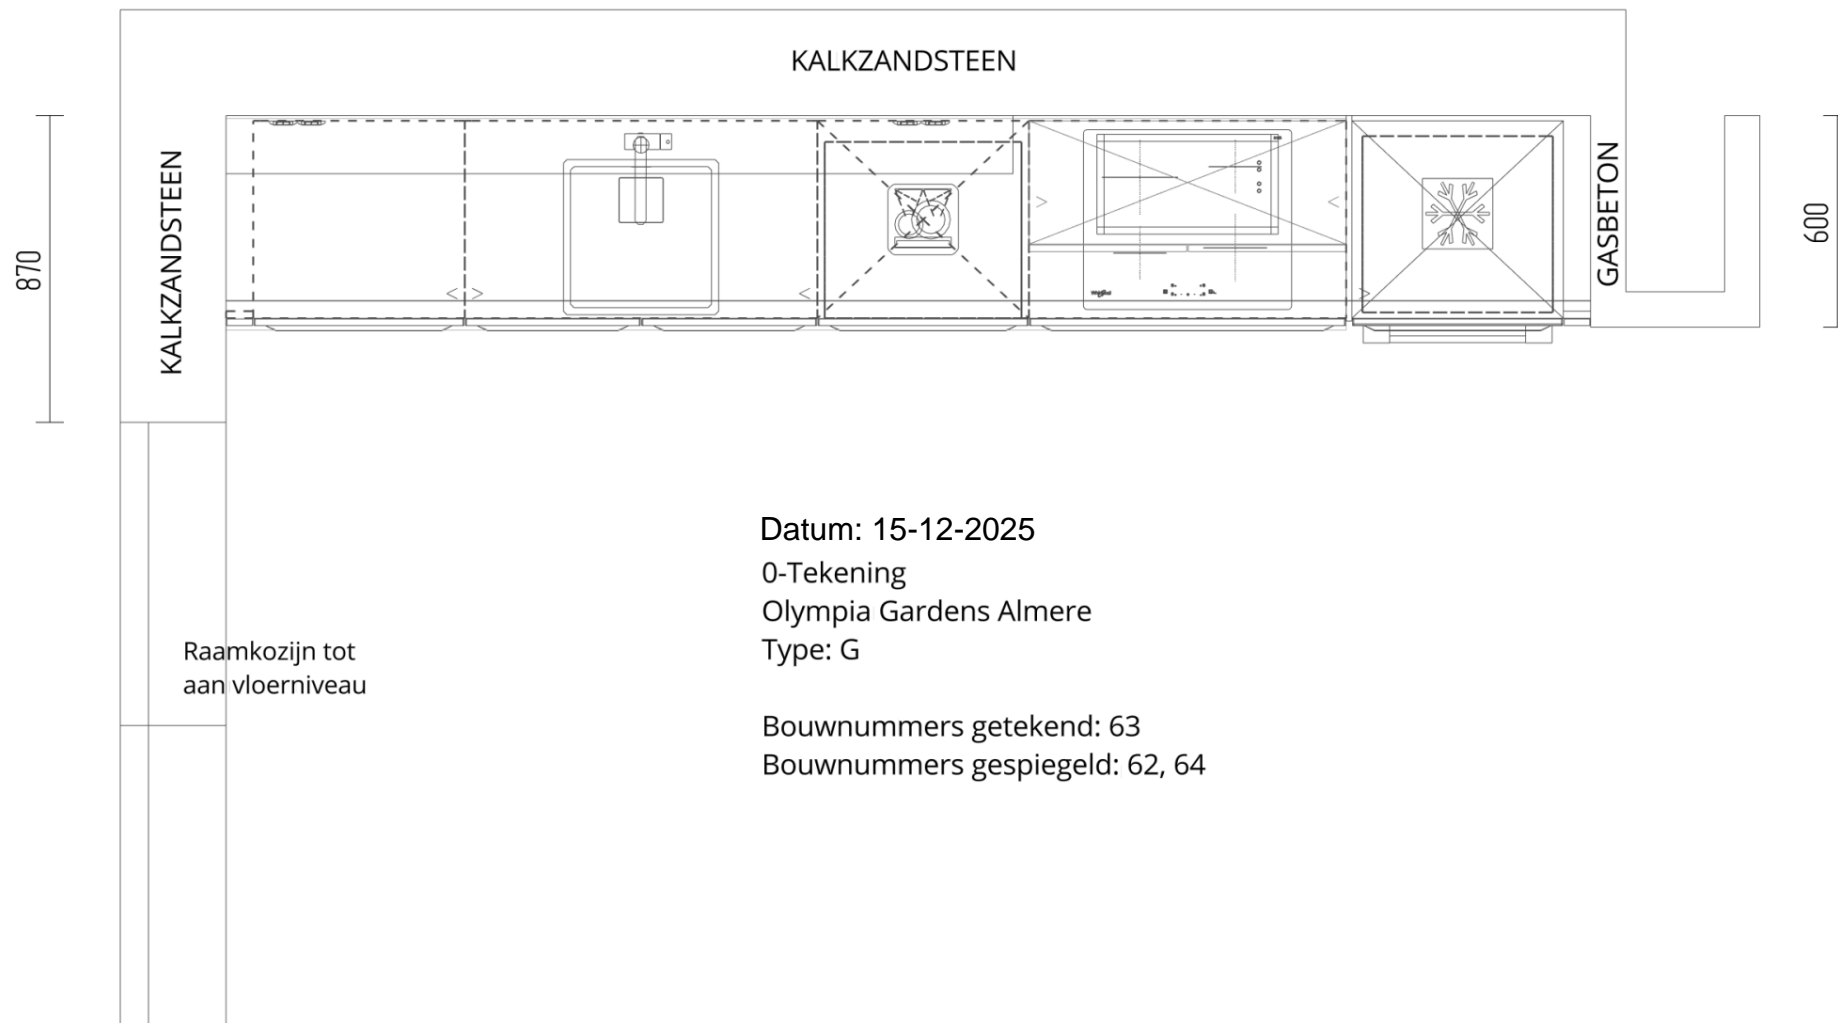 KALKZANDSTEEN
KALKZANDSTEEN
870
GASBETON
600
Datum: 15-12-2025
0-Tekening
Olympia Gardens Almere
Type: G
Raamkozijn tot
aan vloerniveau
Bouwnummers getekend: 63
Bouwnummers gespiegeld: 62, 64